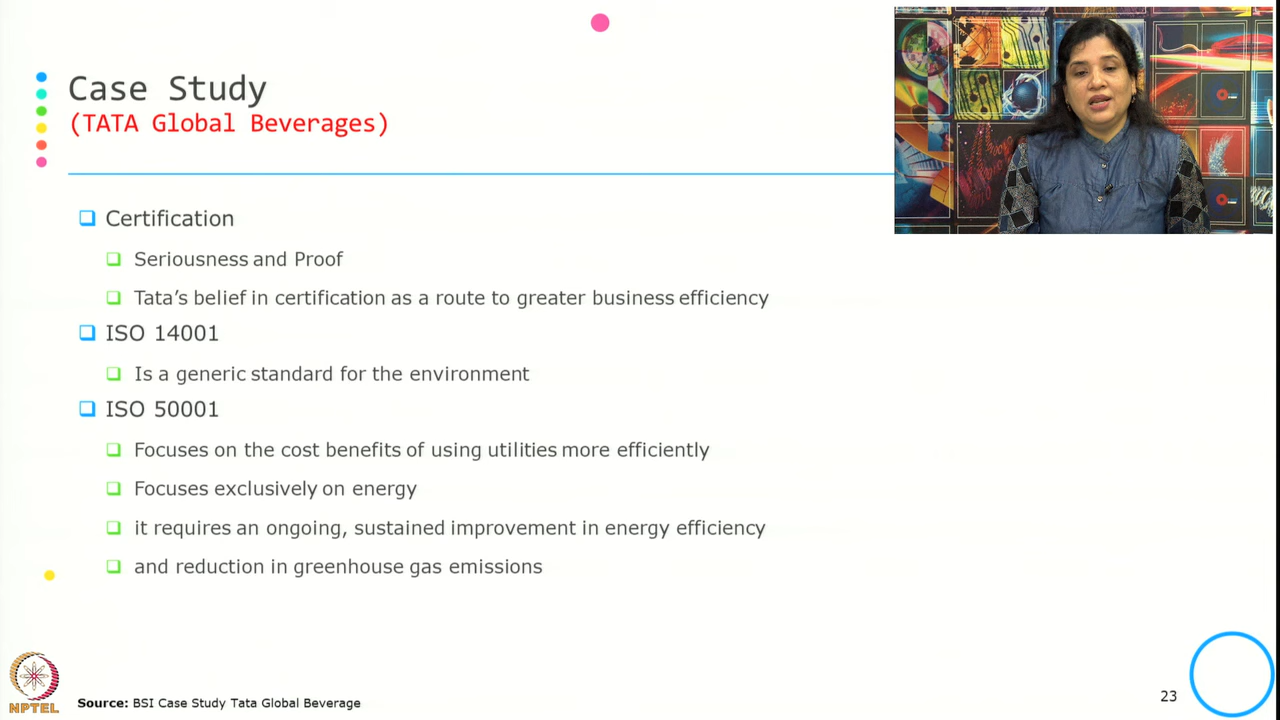 Case Study
(TATA Global Beverages)
Certification
Seriousness and Proof
Tata's belief in certification as a route to greater business efficiency
ISO 14001
Is a generic standard for the environment
ISO 50001
Focuses on the cost benefits of using utilities more efficiently
Focuses exclusively on energy
it requires an ongoing, sustained improvement in energy efficiency
and reduction in greenhouse gas emissions
NPTEL
Source: BSI Case Study Tata Global Beverage
23